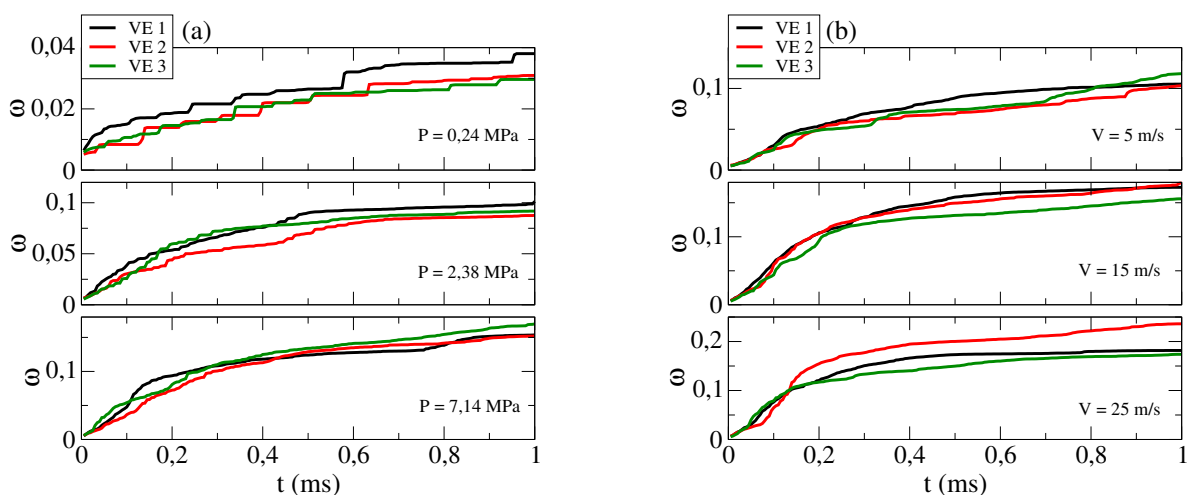 VE 1
VE 2
VE 3
(a)
0,04
0,02
0
ω
P = 0,24 MPa
0,1
0,05
0
ω
P = 2,38 MPa
0,1
0
ω
P = 7,14 MPa
0 0,2 0,4 0,6 0,8 1
t (ms)
VE 1
VE 2
VE 3
(b)
0,1
0
ω
V = 5 m/s
0,1
0
ω
V = 15 m/s
0,2
0,1
0
ω
V = 25 m/s
0 0,2 0,4 0,6 0,8 1
t (ms)